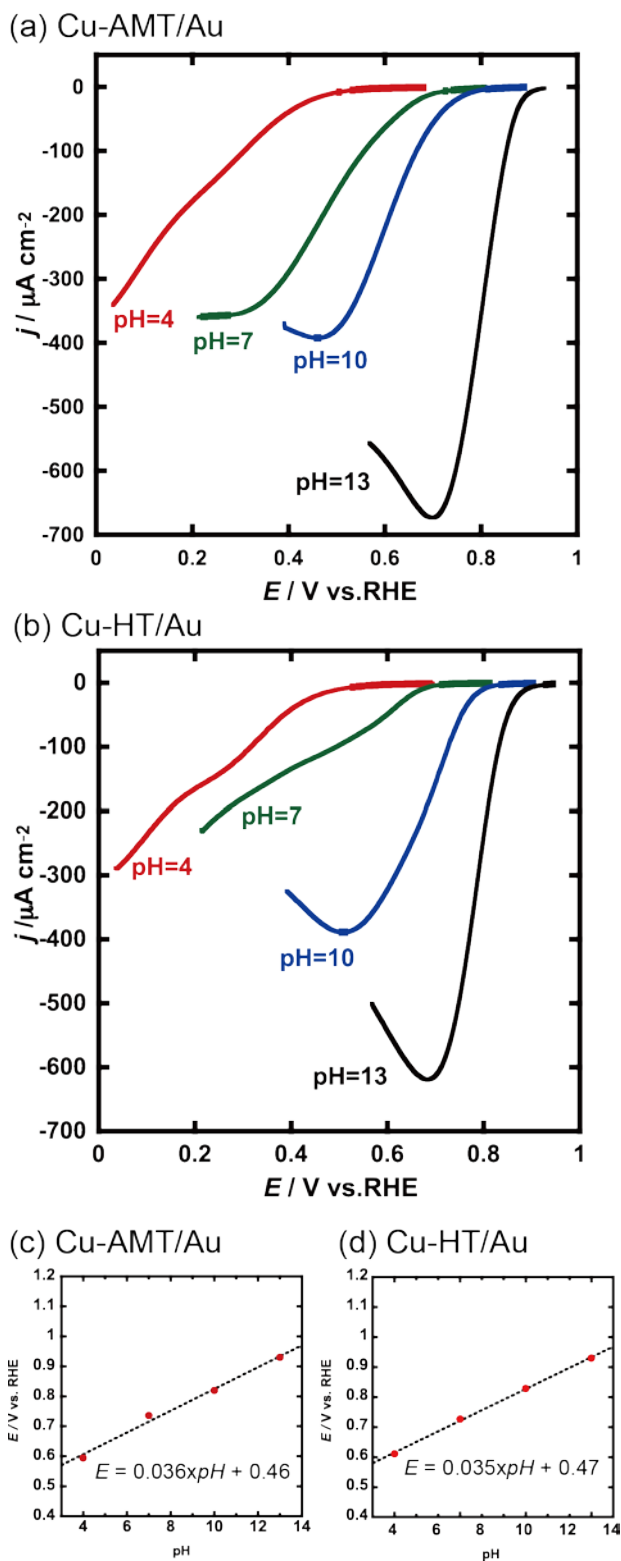 (a) Cu-AMT/Au
0
-100
-200
-300
-400
-500
-600
-700
j / µA cm-2
pH=4
pH=7
pH=10
pH=13
0 0.2 0.4 0.6 0.8 1
E / V vs.RHE
(b) Cu-HT/Au
0
-100
-200
-300
-400
-500
-600
-700
j /µA cm-2
pH=4
pH=7
pH=10
pH=13
0 0.2 0.4 0.6 0.8 1
E / V vs.RHE
(c) Cu-AMT/Au
1.2
1.1
1
0.9
0.8
0.7
0.6
0.5
0.4
E / V vs. RHE
E = 0.036xpH + 0.46
4 6 8 10 12 14
pH
(d) Cu-HT/Au
1.2
1.1
1
0.9
0.8
0.7
0.6
0.5
0.4
E / V vs. RHE
E = 0.035xpH + 0.47
4 6 8 10 12 14
pH